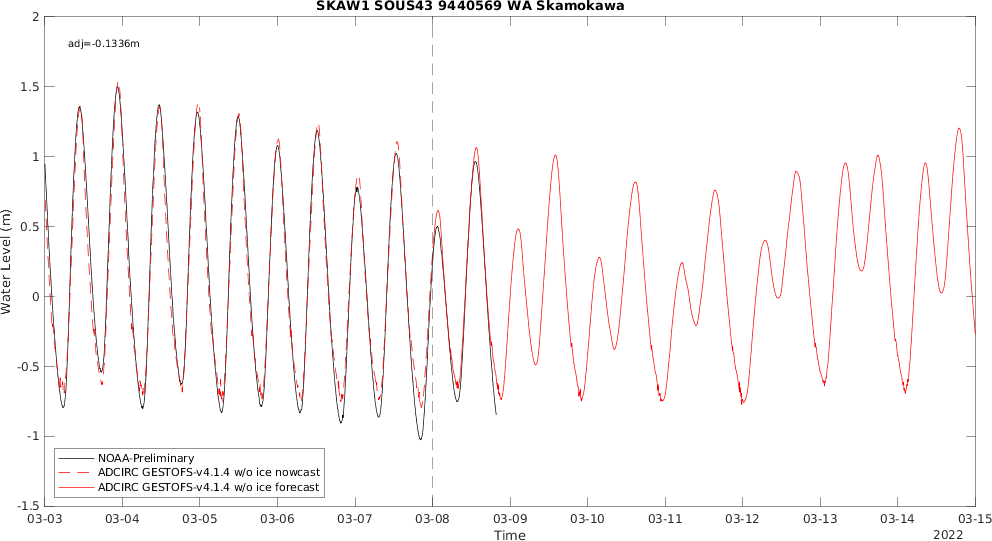 SKAW1 SOUS43 9440569 WA Skamokawa
adj=-0.1336m
2
1.5
1
0.5
0
-0.5
-1
-1.5
Water Level (m)
NOAA-Preliminary
ADCIRC GESTOFS-v4.1.4 w/o ice nowcast
ADCIRC GESTOFS-v4.1.4 w/o ice forecast
03-03 03-04 03-05 03-06 03-07 03-08 03-09 03-10 03-11 03-12 03-13 03-14 03-15
Time
2022